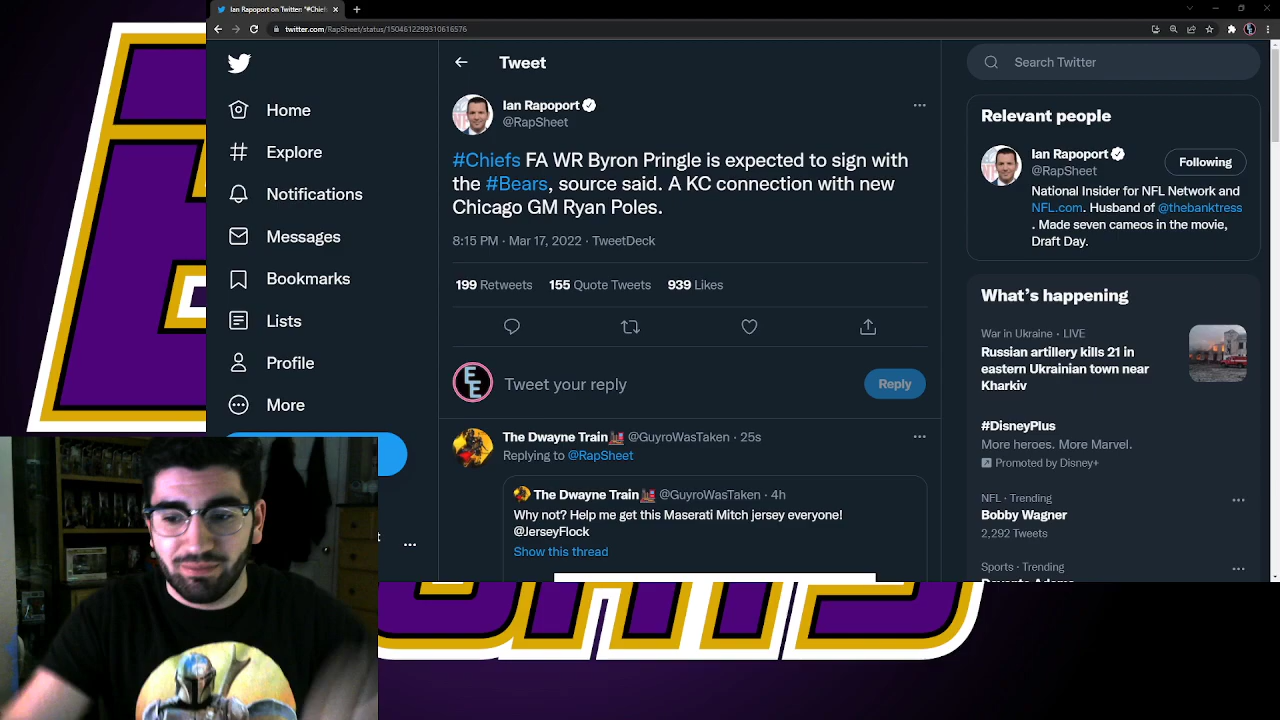 Ian Rapoport on Twitter: "#Chiefs
twitter.com/RapSheet/status/1504612299310616576
Tweet
Search Twitter
Home
Explore
Notifications
Messages
Bookmarks
Lists
Profile
More
Ian Rapoport
@RapSheet
#Chiefs FA WR Byron Pringle is expected to sign with
the #Bears, source said. A KC connection with new
Chicago GM Ryan Poles.
8:15 PM · Mar 17, 2022 · TweetDeck
199 Retweets 155 Quote Tweets 939 Likes
EE
Tweet your reply
Reply
The Dwayne Train @GuyroWasTaken · 25s
Replying to @RapSheet
The Dwayne Train @GuyroWasTaken · 4h
Why not? Help me get this Maserati Mitch jersey everyone!
@JerseyFlock
Show this thread
Relevant people
Ian Rapoport
@RapSheet
Following
National Insider for NFL Network and
NFL.com. Husband of @thebanktress
. Made seven cameos in the movie,
Draft Day.
What's happening
War in Ukraine · LIVE
Russian artillery kills 21 in
eastern Ukrainian town near
Kharkiv
#DisneyPlus
More heroes. More Marvel.
Promoted by Disney+
NFL · Trending
Bobby Wagner
2,292 Tweets
Sports · Trending